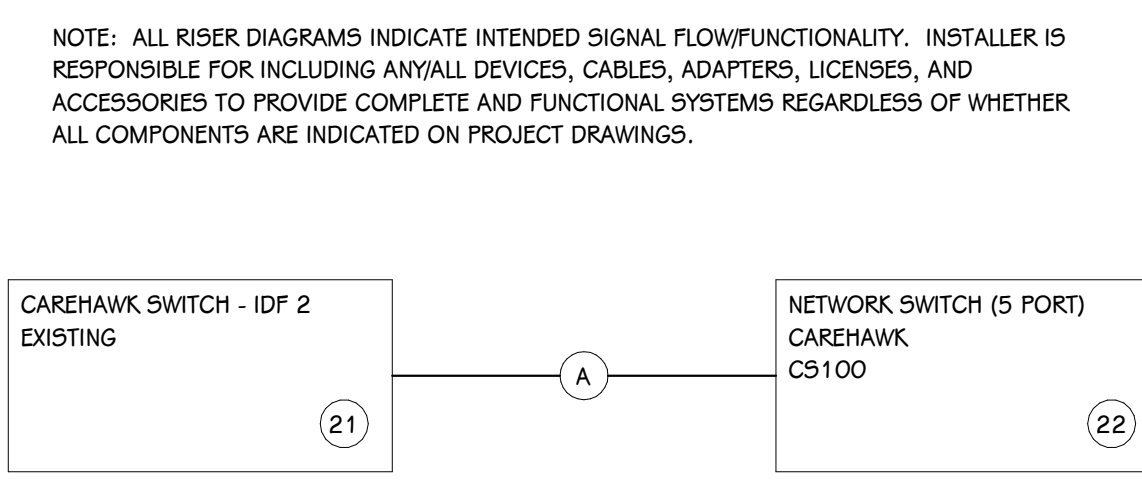 NOTE: ALL RISER DIAGRAMS INDICATE INTENDED SIGNAL FLOW/FUNCTIONALITY. INSTALLER IS
RESPONSIBLE FOR INCLUDING ANY/ALL DEVICES, CABLES, ADAPTERS, LICENSES, AND
ACCESSORIES TO PROVIDE COMPLETE AND FUNCTIONAL SYSTEMS REGARDLESS OF WHETHER
ALL COMPONENTS ARE INDICATED ON PROJECT DRAWINGS.
CAREHAWK SWITCH - IDF 2
EXISTING
21
A
NETWORK SWITCH (5 PORT)
CAREHAWK
CS100
22